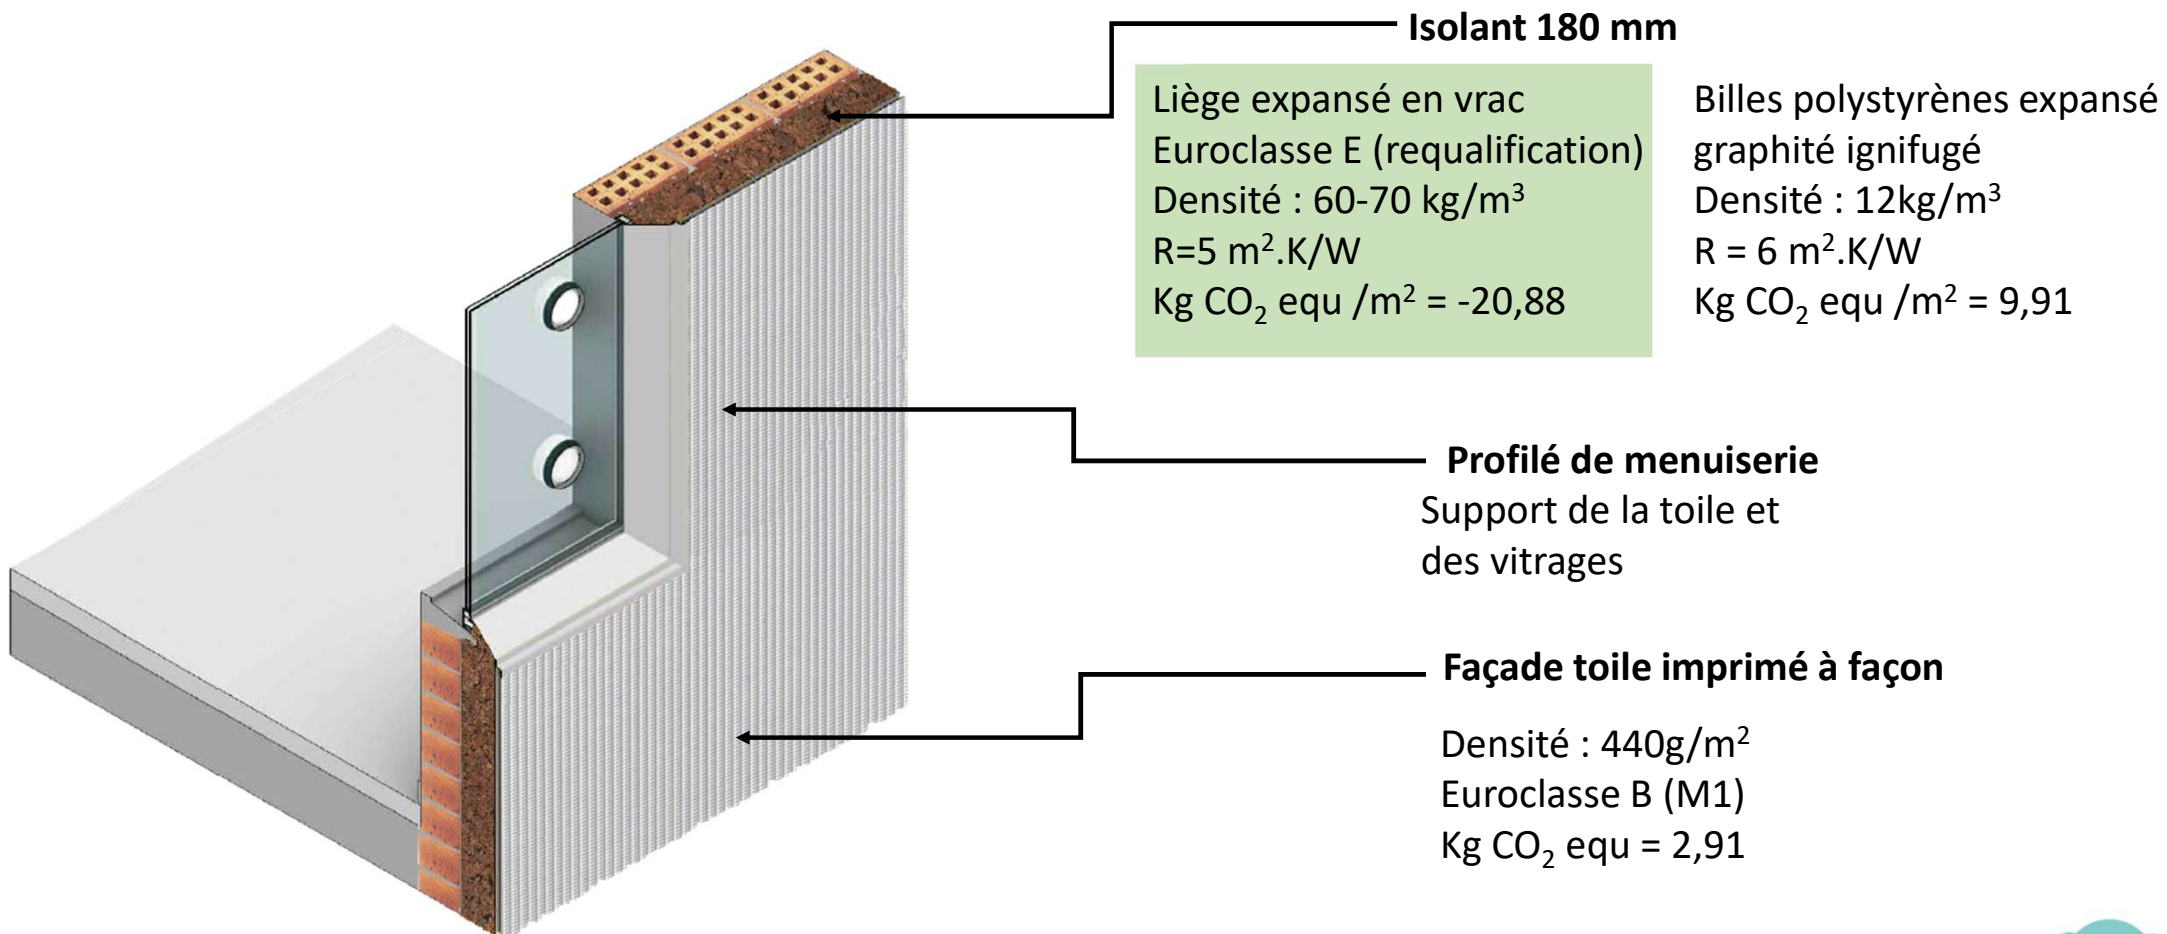 Isolant 180 mm
Liège expansé en vrac
Euroclasse E (requalification)
Densité : 60-70 kg/m³
R=5 m².K/W
Kg CO₂ equ /m² = -20,88
Billes polystyrènes expansé
graphité ignifugé
Densité : 12kg/m³
R = 6 m².K/W
Kg CO₂ equ /m² = 9,91
Profilé de menuiserie
Support de la toile et
des vitrages
Façade toile imprimé à façon
Densité : 440g/m²
Euroclasse B (M1)
Kg CO₂ equ = 2,91